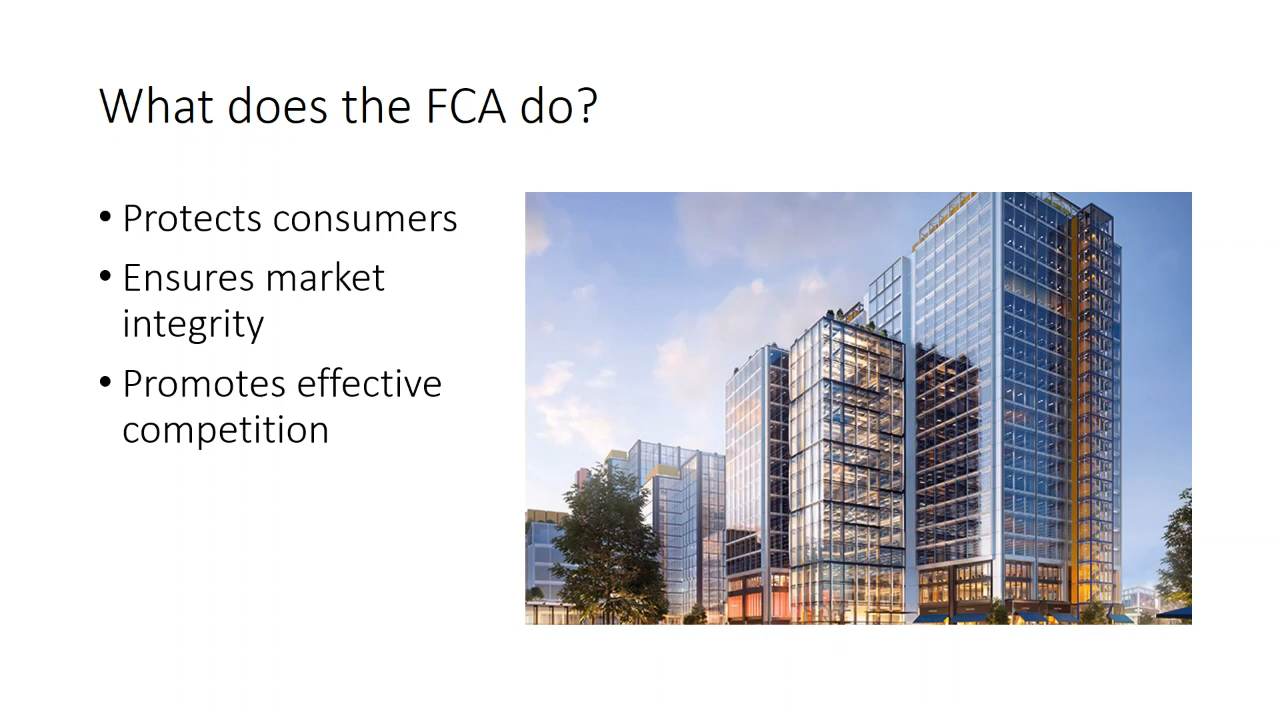 What does the FCA do?
• Protects consumers
• Ensures market
integrity
• Promotes effective
competition